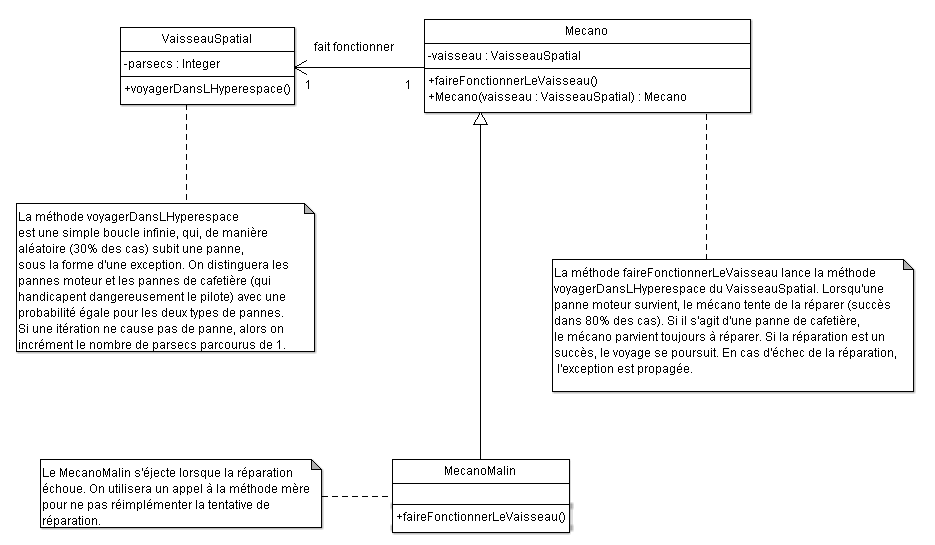 VaisseauSpatial
-parsecs : Integer
+voyagerDansLHyperespace()
fait fonctionner
1
1
Mecano
-vaisseau : VaisseauSpatial
+faireFonctionnerLeVaisseau()
+Mecano(vaisseau : VaisseauSpatial) : Mecano
La méthode voyagerDansLHyperespace
est une simple boucle infinie, qui, de manière
aléatoire (30% des cas) subit une panne,
sous la forme d'une exception. On distinguera les
pannes moteur et les pannes de cafetière (qui
handicapent dangereusement le pilote) avec une
probabilité égale pour les deux types de pannes.
Si une itération ne cause pas de panne, alors on
incrément le nombre de parsecs parcourus de 1.
La méthode faireFonctionnerLeVaisseau lance la méthode
voyagerDansLHyperespace du VaisseauSpatial. Lorsqu'une
panne moteur survient, le mécano tente de la réparer (succès
dans 80% des cas). Si il s'agit d'une panne de cafetière,
le mécano parvient toujours à réparer. Si la réparation est un
succès, le voyage se poursuit. En cas d'échec de la réparation,
l'exception est propagée.
Le MecanoMalin s'éjecte lorsque la réparation
échoue. On utilisera un appel à la méthode mère
pour ne pas réimplémenter la tentative de
réparation.
MecanoMalin
+faireFonctionnerLeVaisseau()